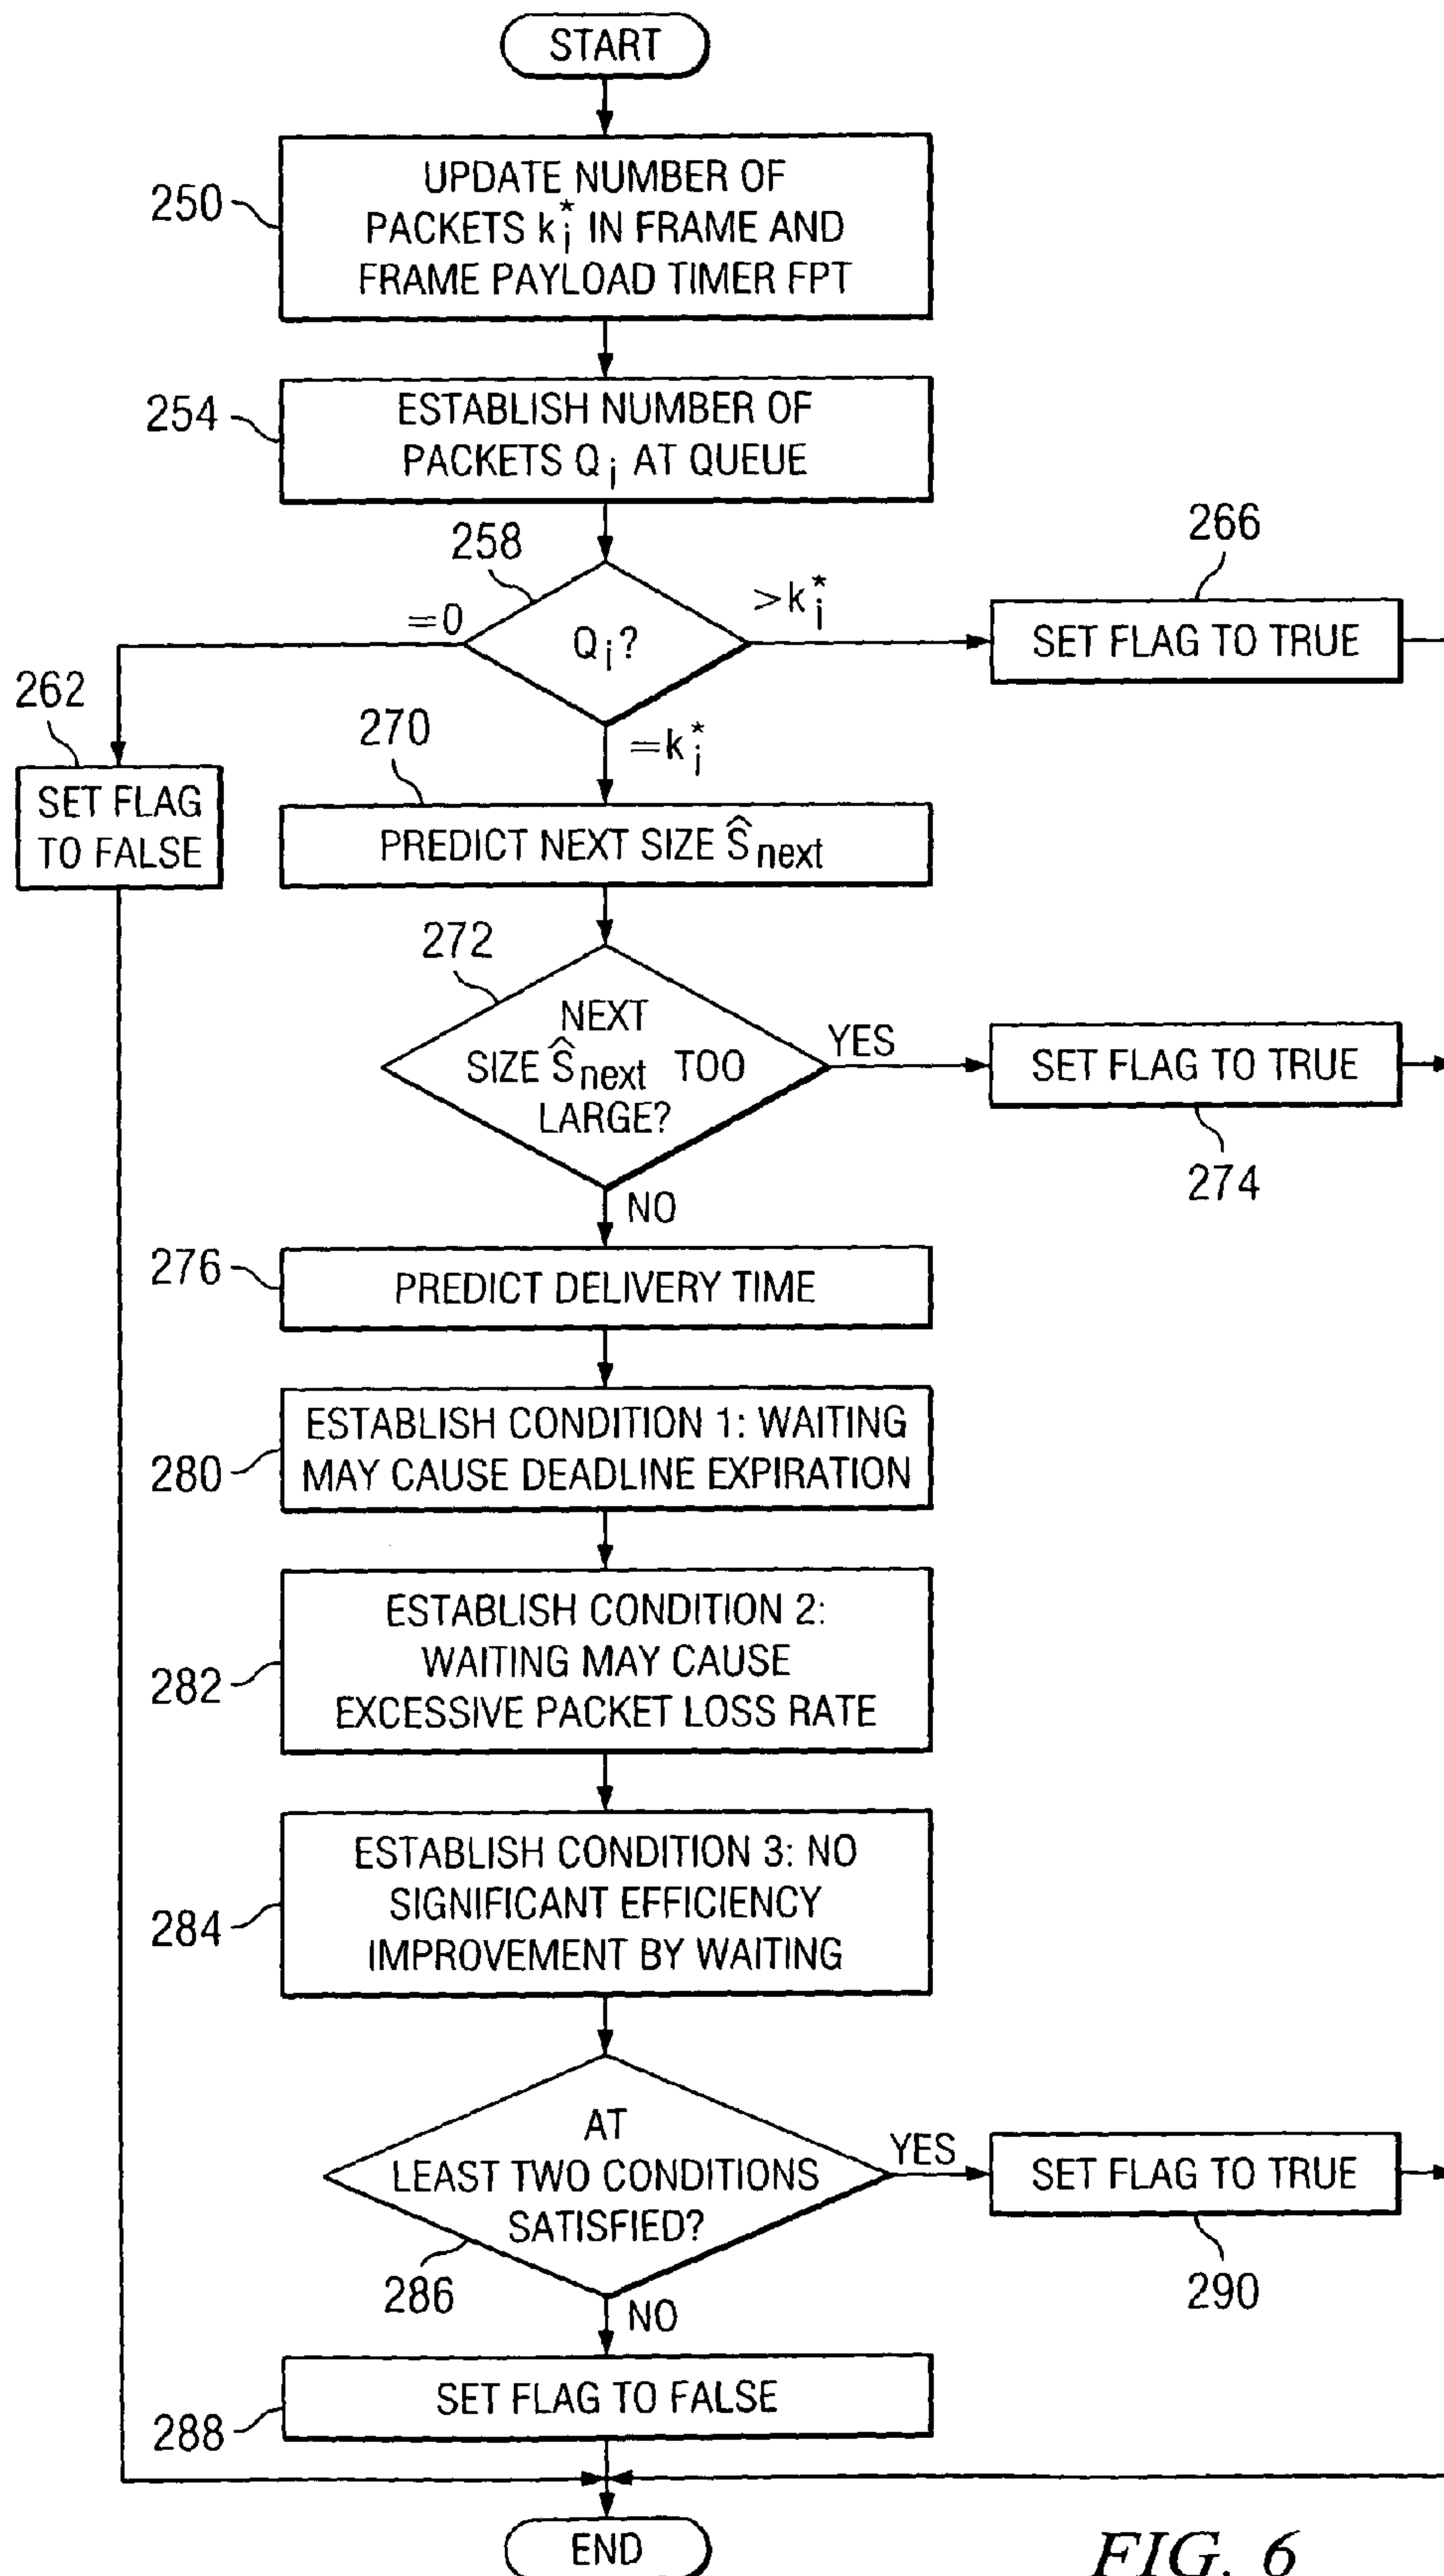 START
250
UPDATE NUMBER OF
PACKETS k*i IN FRAME AND
FRAME PAYLOAD TIMER FPT
254
ESTABLISH NUMBER OF
PACKETS Qi AT QUEUE
258
=0
Qi?
>k*i
266
SET FLAG TO TRUE
262
SET FLAG
TO FALSE
=k*i
270
PREDICT NEXT SIZE Ŝnext
272
NEXT
SIZE Ŝnext TOO
LARGE?
YES
SET FLAG TO TRUE
274
NO
276
PREDICT DELIVERY TIME
280
ESTABLISH CONDITION 1: WAITING
MAY CAUSE DEADLINE EXPIRATION
282
ESTABLISH CONDITION 2:
WAITING MAY CAUSE
EXCESSIVE PACKET LOSS RATE
284
ESTABLISH CONDITION 3: NO
SIGNIFICANT EFFICIENCY
IMPROVEMENT BY WAITING
AT
LEAST TWO CONDITIONS
SATISFIED?
286
YES
SET FLAG TO TRUE
290
NO
288
SET FLAG TO FALSE
END
FIG. 6